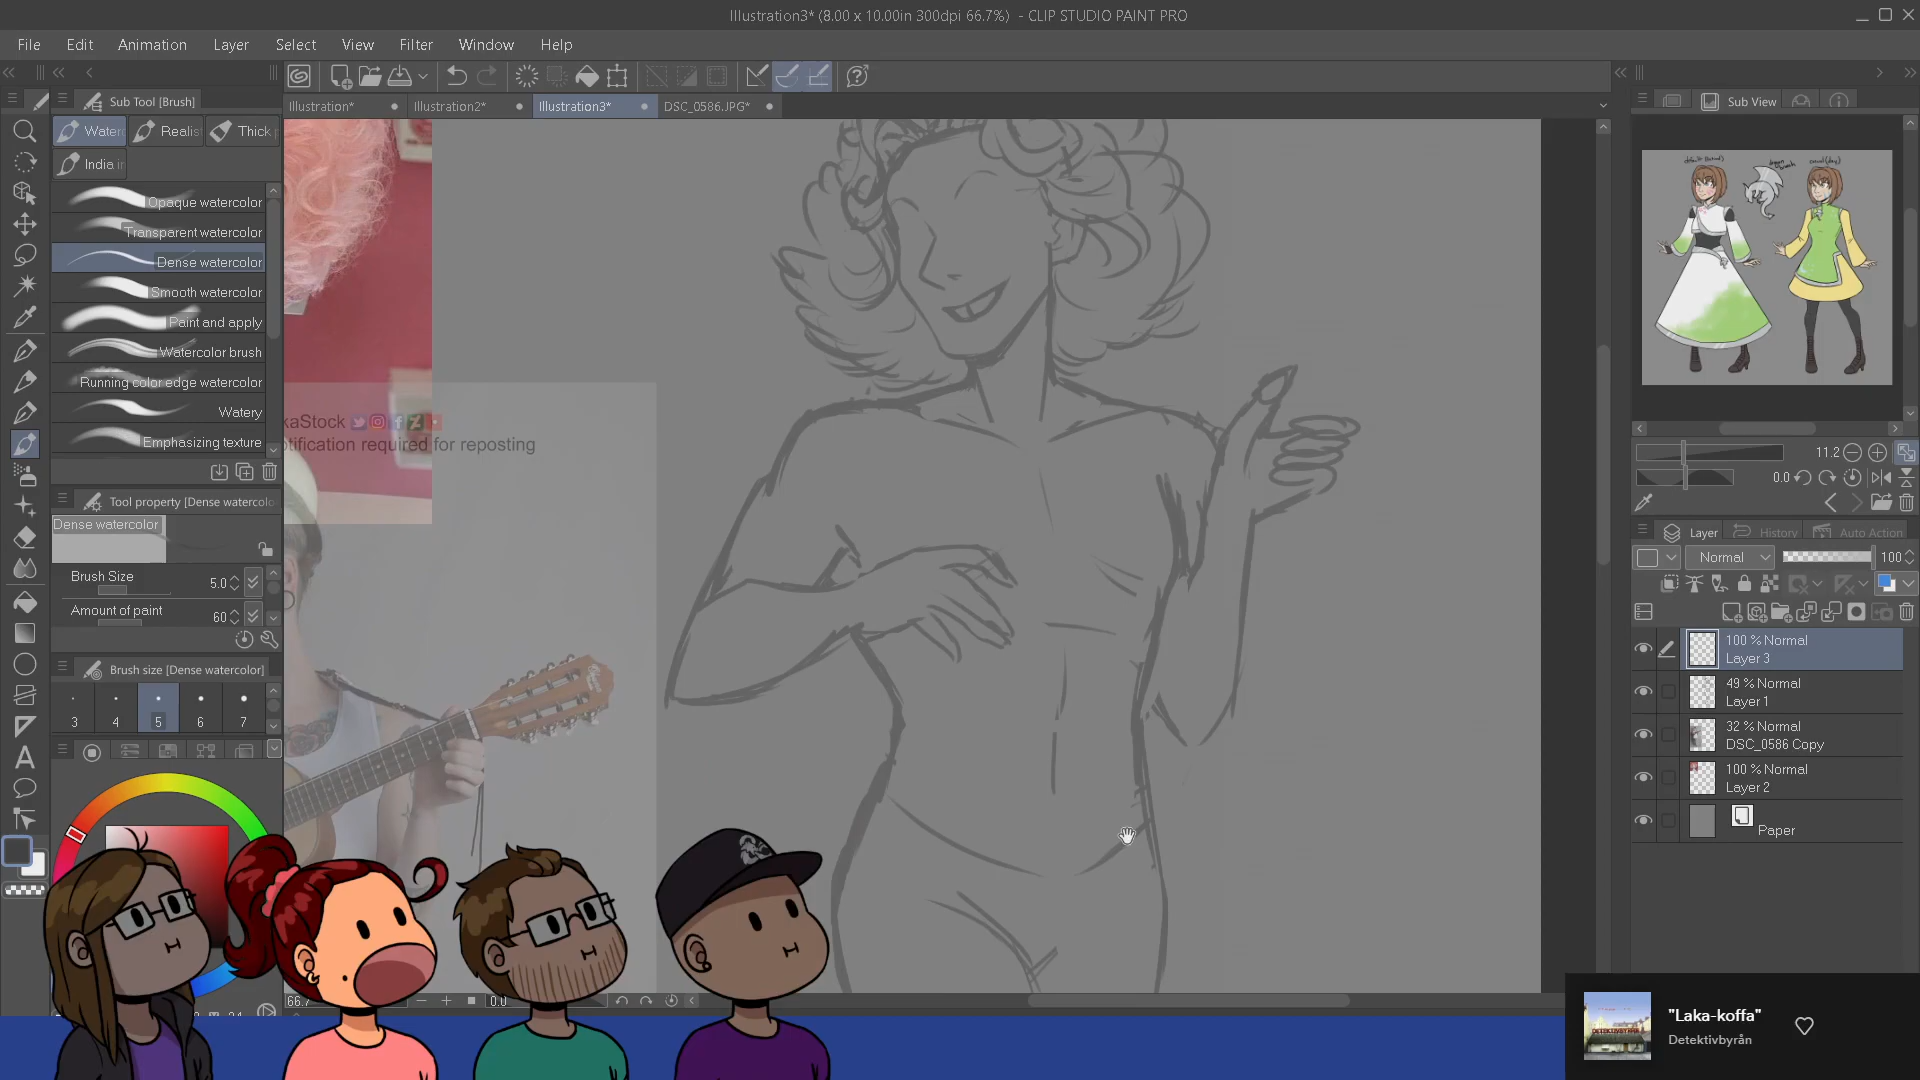 Illustration3* (8.00 x 10.00in 300dpi 66.7%)  - CLIP STUDIO PAINT PRO
File Edit Animation Layer Select View Filter Window Help
Illustration* Illustration2* Illustration3* DSC_0586.JPG*
Sub Tool [Brush]
Realis Thick
Opaque watercolor
Transparent watercolor
Dense watercolor
Smooth watercolor
Paint and apply
Watercolor brush
Running color edge watercolor
Watery
Emphasizing texture
Tool property [Dense waterco
Dense watercolor
Brush Size 5.0
Amount of paint 60
Brush size [Dense watercolor]
3 4 5 6 7
kaStock
tification required for reposting
66.7
0.0
Sub View
11.2
0.0
Layer History Auto Action
Normal 100
100 % Normal
Layer 3
49 % Normal
Layer 1
32 % Normal
DSC_0586 Copy
100 % Normal
Layer 2
Paper
"Laka-koffa"
Detektivbyrån